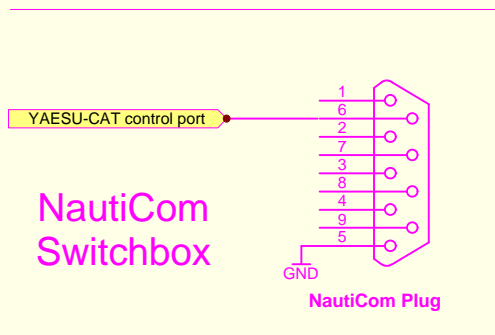 1
6
YAESU-CAT control port
2
7
3
8
4
9
5
NautiCom
Switchbox
GND
NautiCom Plug